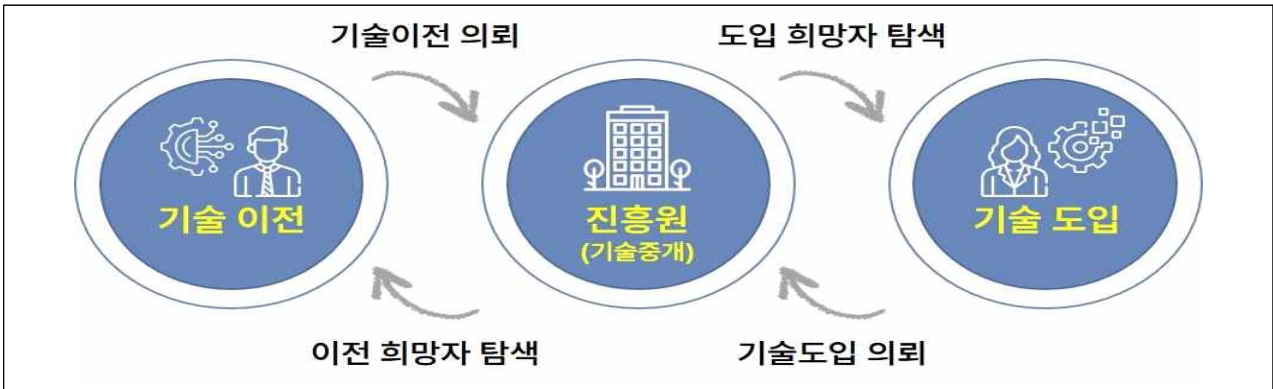 기술이전 의뢰
도입 희망자 탐색
기술 이전
진흥원
(기술중개)
기술 도입
이전 희망자 탐색
기술도입 의뢰